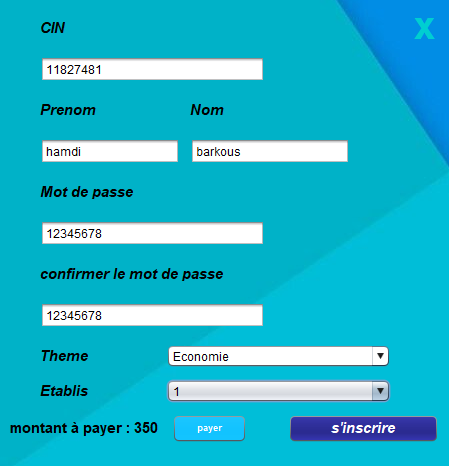 CIN
X
11827481
Prenom Nom
hamdi barkous
Mot de passe
12345678
confirmer le mot de passe
12345678
Theme Economie
Etablis 1
montant à payer : 350 payer s'inscrire